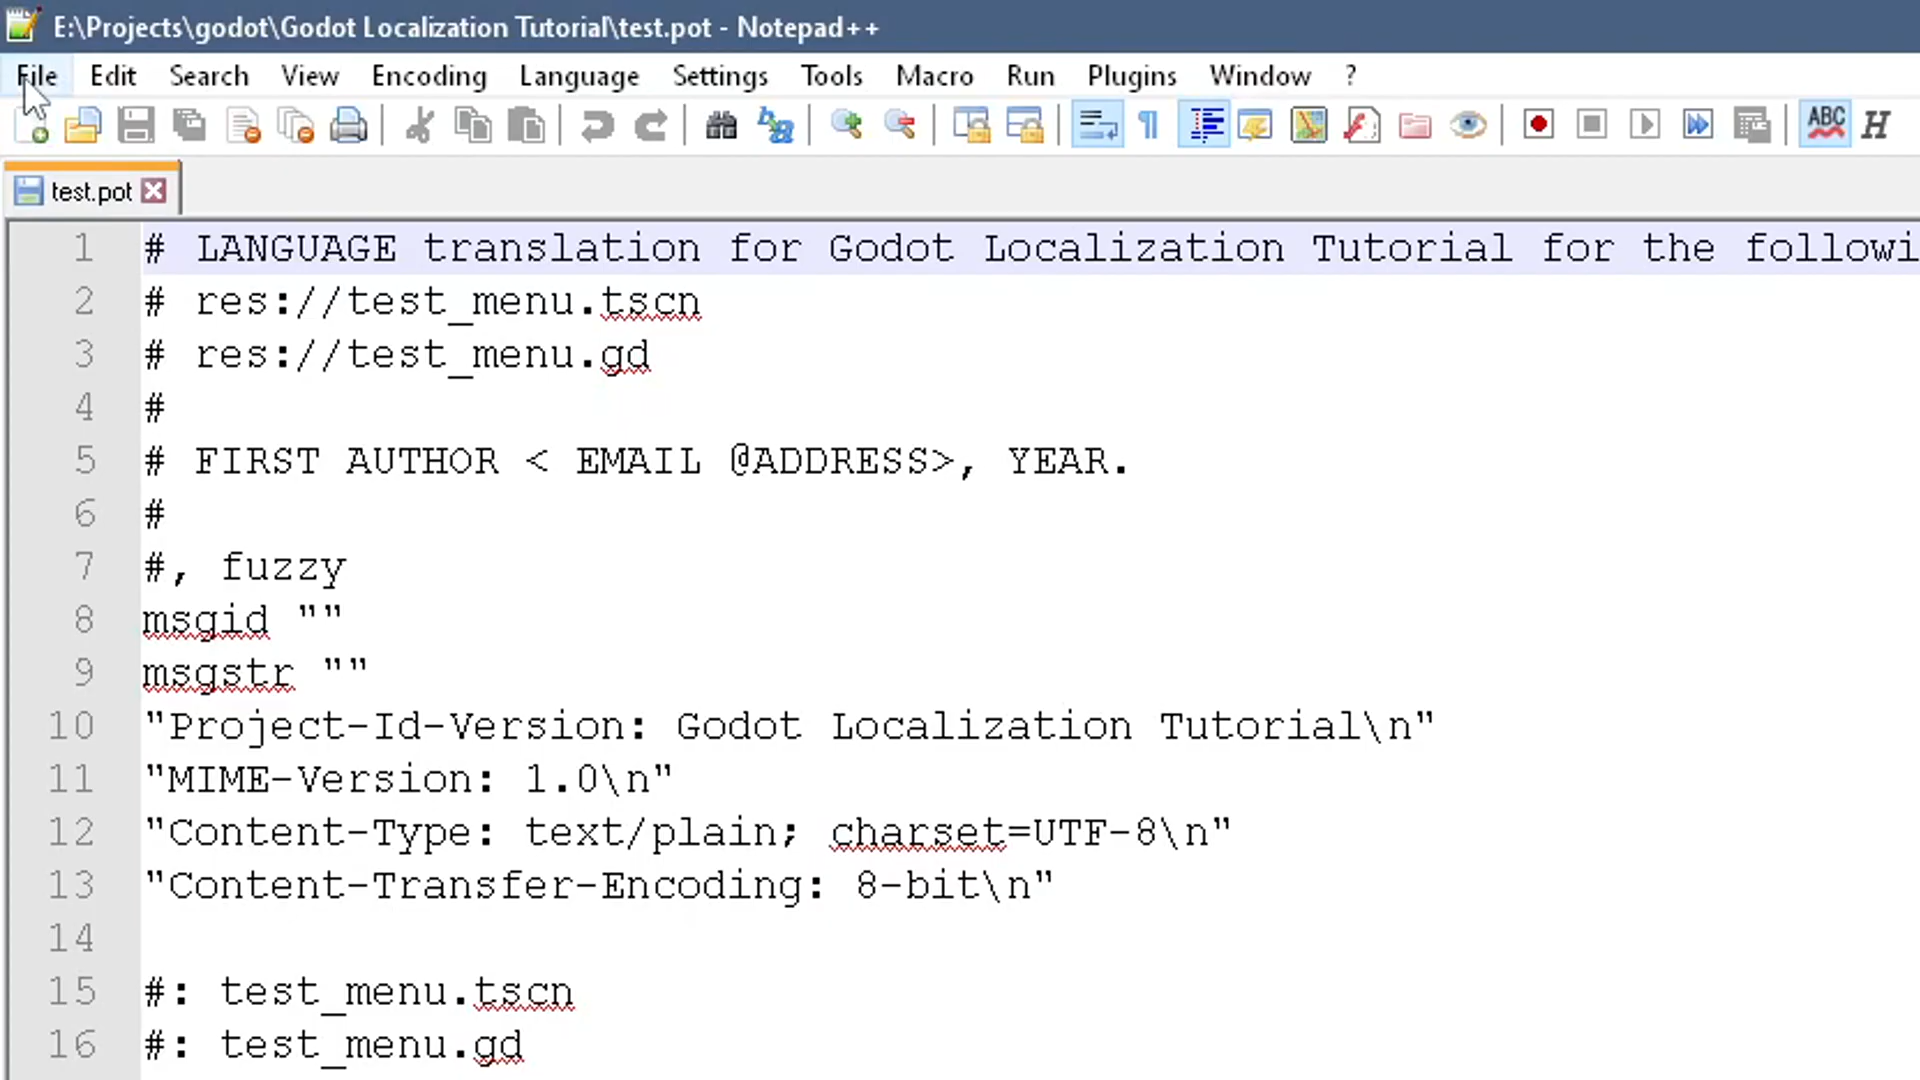 E:\Projects\godot\Godot Localization Tutorial\test.pot - Notepad++
File Edit Search View Encoding Language Settings Tools Macro Run Plugins Window ?
ABC H
test.pot
1 # LANGUAGE translation for Godot Localization Tutorial for the followi
2 # res://test_menu.tscn
3 # res://test_menu.gd
4 #
5 # FIRST AUTHOR < EMAIL @ADDRESS>, YEAR.
6 #
7 #, fuzzy
8 msgid ""
9 msgstr ""
10 "Project-Id-Version: Godot Localization Tutorial\n"
11 "MIME-Version: 1.0\n"
12 "Content-Type: text/plain; charset=UTF-8\n"
13 "Content-Transfer-Encoding: 8-bit\n"
14
15 #: test_menu.tscn
16 #: test_menu.gd